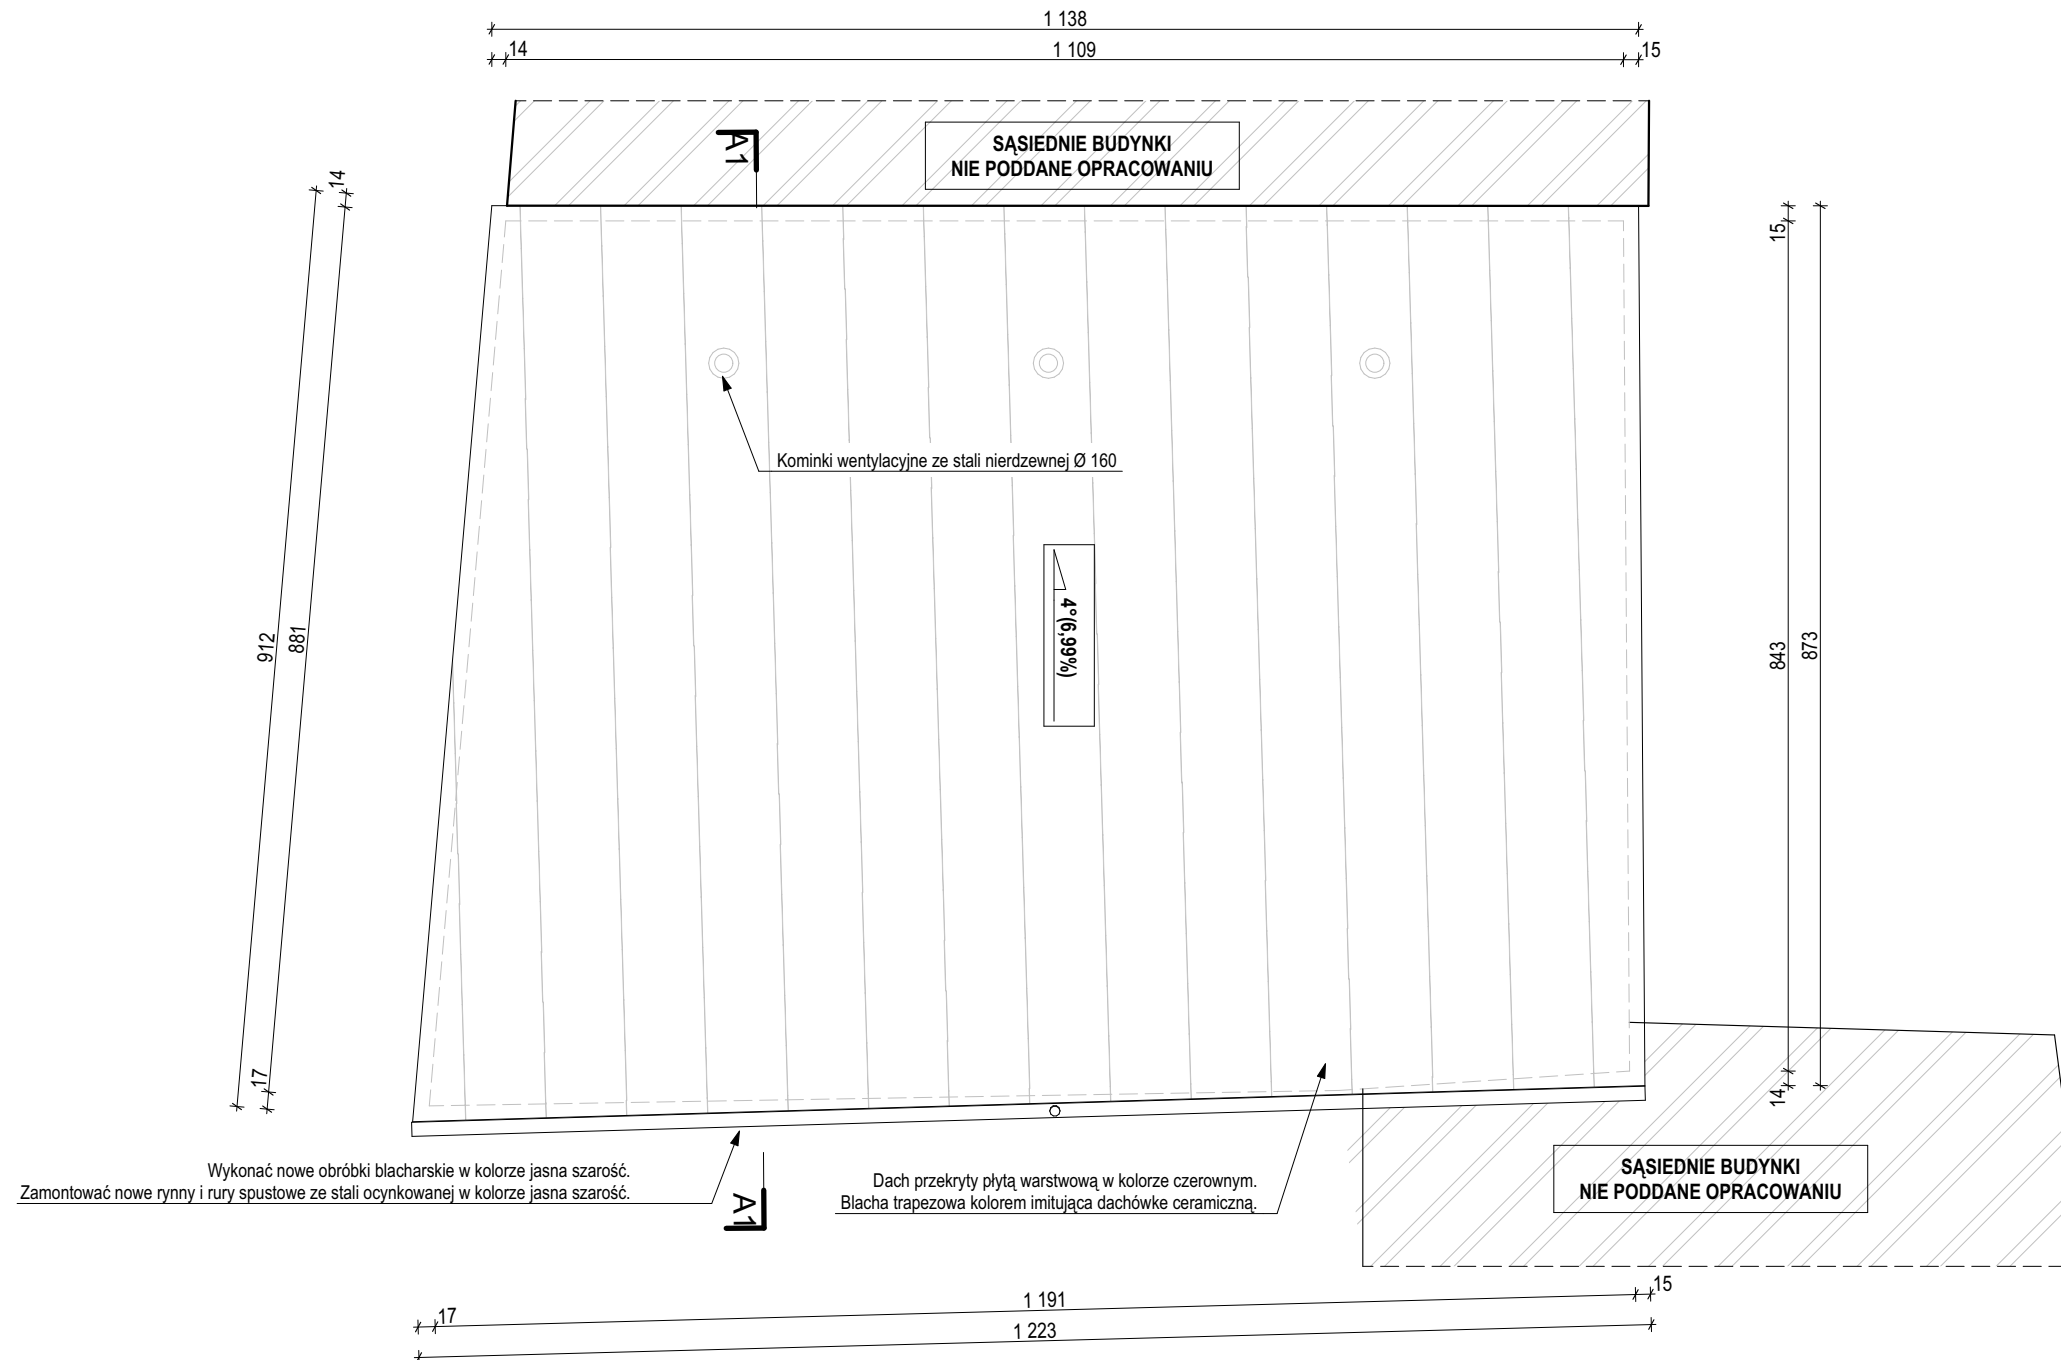 1 138
14
1 109
15
A1
SĄSIEDNIE BUDYNKI
NIE PODDANE OPRACOWANIU
14
15
Kominki wentylacyjne ze stali nierdzewnej Ø 160
4°(6,99%)
912
881
843
873
17
14
Wykonać nowe obróbki blacharskie w kolorze jasna szarość.
Zamontować nowe rynny i rury spustowe ze stali ocynkowanej w kolorze jasna szarość.
A1
Dach przekryty płytą warstwową w kolorze czerownym.
Blacha trapezowa kolorem imitująca dachówke ceramiczną.
SĄSIEDNIE BUDYNKI
NIE PODDANE OPRACOWANIU
17
1 191
15
1 223